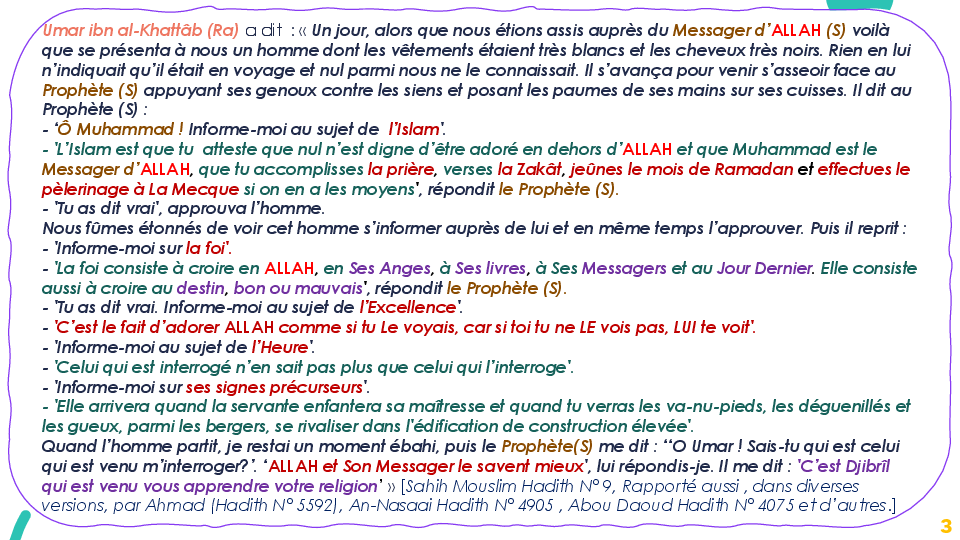 Umar ibn al-Khattâb (Ra) a dit : « Un jour, alors que nous étions assis auprès du Messager d’ALLAH (S) voilà
que se présenta à nous un homme dont les vêtements étaient très blancs et les cheveux très noirs. Rien en lui
n’indiquait qu’il était en voyage et nul parmi nous ne le connaissait. Il s’avança pour venir s’asseoir face au
Prophète (S) appuyant ses genoux contre les siens et posant les paumes de ses mains sur ses cuisses. Il dit au
Prophète (S) :
- ‘Ô Muhammad ! Informe-moi au sujet de l’Islam'.
- 'L’Islam est que tu atteste que nul n’est digne d’être adoré en dehors d’ALLAH et que Muhammad est le
Messager d’ALLAH, que tu accomplisses la prière, verses la Zakât, jeûnes le mois de Ramadan et effectues le
pèlerinage à La Mecque si on en a les moyens', répondit le Prophète (S).
- 'Tu as dit vrai', approuva l’homme.
Nous fûmes étonnés de voir cet homme s’informer auprès de lui et en même temps l’approuver. Puis il reprit :
- 'Informe-moi sur la foi'.
- 'La foi consiste à croire en ALLAH, en Ses Anges, à Ses livres, à Ses Messagers et au Jour Dernier. Elle consiste
aussi à croire au destin, bon ou mauvais', répondit le Prophète (S).
- 'Tu as dit vrai. Informe-moi au sujet de l’Excellence'.
- 'C’est le fait d’adorer ALLAH comme si tu Le voyais, car si toi tu ne LE vois pas, LUI te voit'.
- 'Informe-moi au sujet de l’Heure'.
- 'Celui qui est interrogé n’en sait pas plus que celui qui l’interroge'.
- 'Informe-moi sur ses signes précurseurs'.
- 'Elle arrivera quand la servante enfantera sa maîtresse et quand tu verras les va-nu-pieds, les déguenillés et
les gueux, parmi les bergers, se rivaliser dans l’édification de construction élevée'.
Quand l’homme partit, je restai un moment ébahi, puis le Prophète(S) me dit : ‘‘O Umar ! Sais-tu qui est celui
qui est venu m’interroger?’. ‘ALLAH et Son Messager le savent mieux', lui répondis-je. Il me dit : 'C’est Djibrîl
qui est venu vous apprendre votre religion' » [Sahih Mouslim Hadith N° 9, Rapporté aussi , dans diverses
versions, par Ahmad (Hadith N° 5592), An-Nasaai Hadith N° 4905 , Abou Daoud Hadith N° 4075 et d’autres.]
3